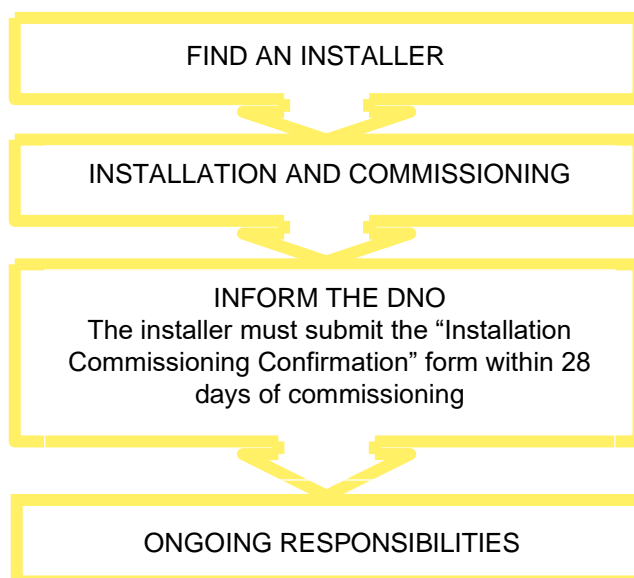 FIND AN INSTALLER
INSTALLATION AND COMMISSIONING
INFORM THE DNO
The installer must submit the “Installation
Commissioning Confirmation” form within 28
days of commissioning
ONGOING RESPONSIBILITIES